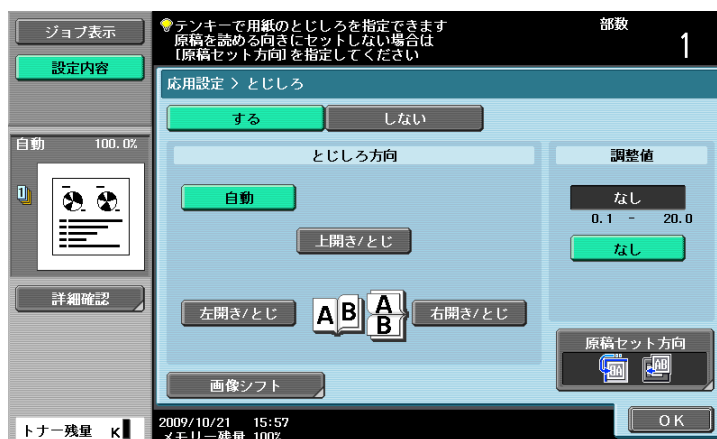 ジョブ表示
設定内容
テンキーで用紙のとじしろを指定できます
原稿を読める向きにセットしない場合は
[原稿セット方向]を指定してください
部数
1
応用設定 > とじしろ
する
しない
自動 100.0%
1
とじしろ方向
自動
上開き/とじ
左開き/とじ
A B
A
B
右開き/とじ
画像シフト
調整値
なし
0.1 - 20.0
なし
原稿セット方向
AB
詳細確認
トナー残量 K
2009/10/21 15:57
メモリー残量 100%
OK